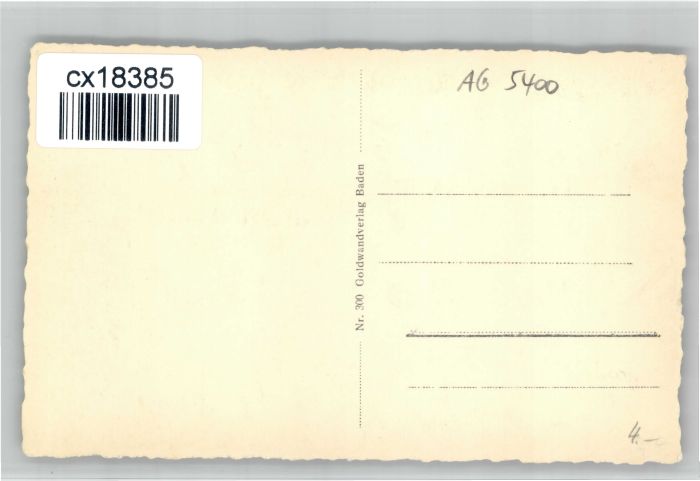 cx18385
AG 5400
Nr. 300 Goldwandverlag Baden
4.–